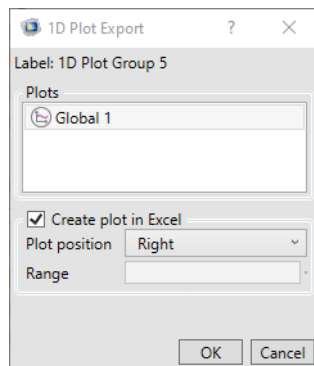 1D Plot Export
Label: 1D Plot Group 5
Plots
Global 1
Create plot in Excel
Plot position Right
Range
OK Cancel